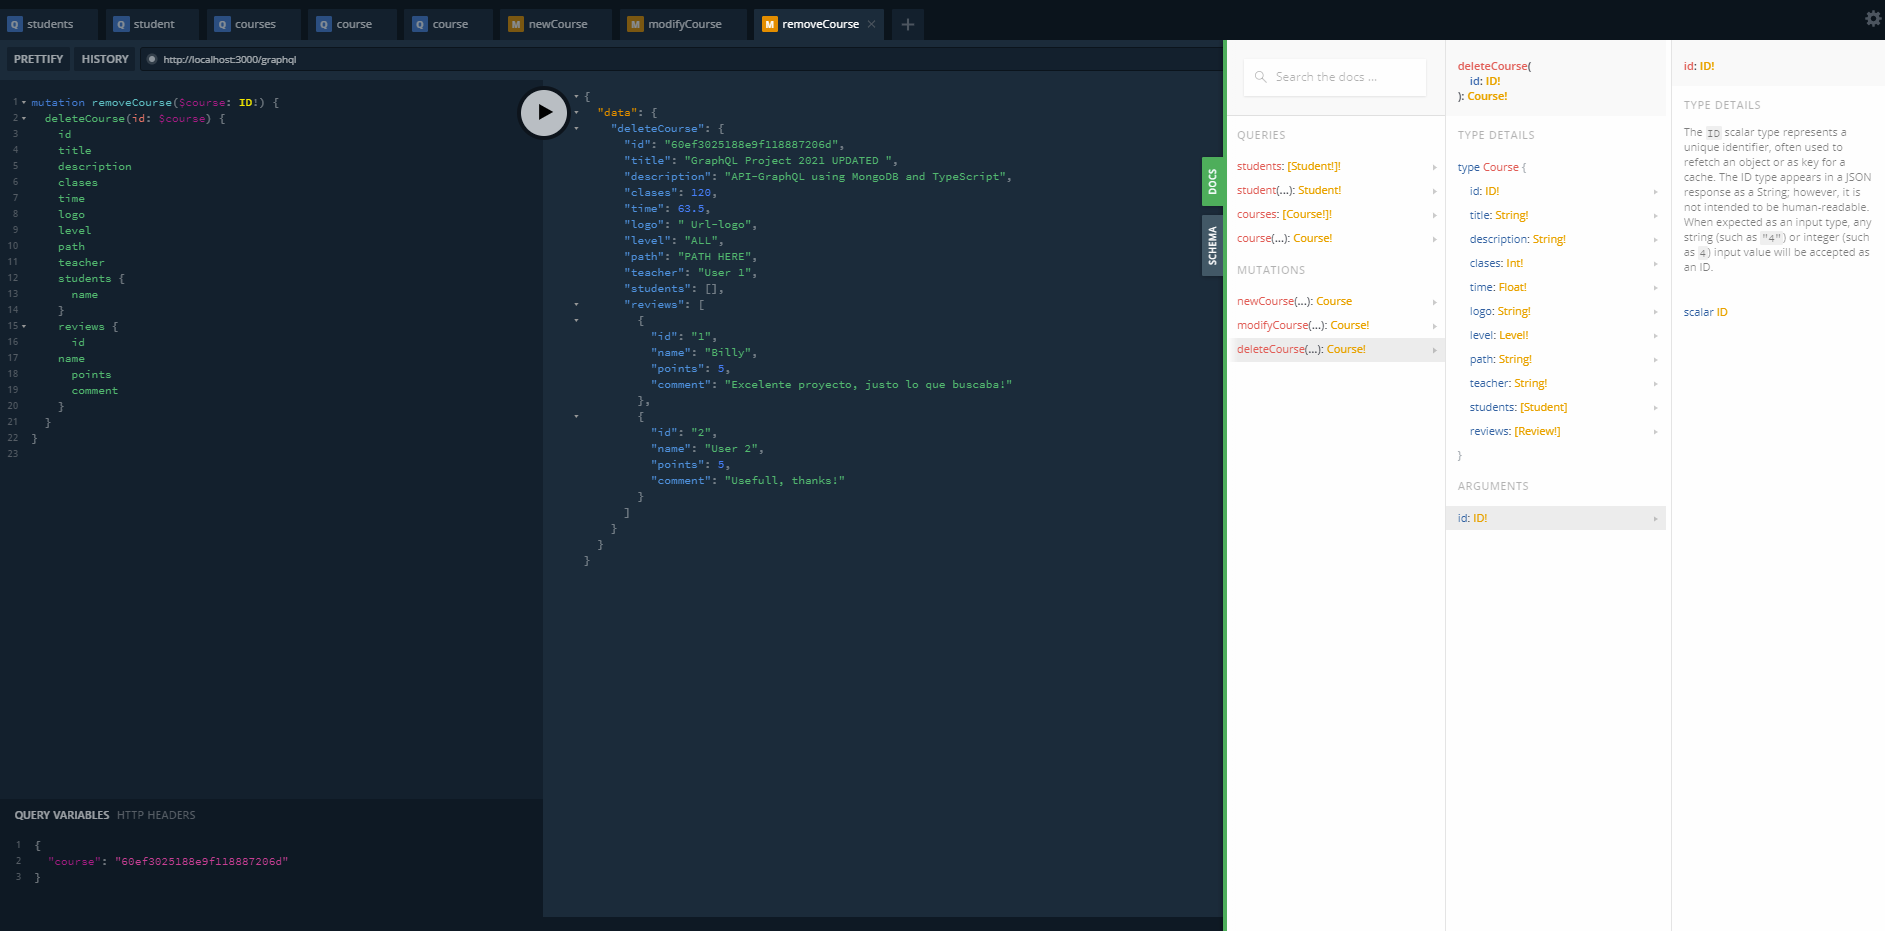 Q students
Q student
Q courses
Q course
Q course
M newCourse
M modifyCourse
M removeCourse
PRETTIFY
HISTORY
http://localhost:3000/graphql
1 mutation removeCourse($course: ID!) {
2 deleteCourse(id: $course) {
3 id
4 title
5 description
6 clases
7 time
8 logo
9 level
10 path
11 teacher
12 students {
13 name
14 }
15 reviews {
16 id
17 name
18 points
19 comment
20 }
21 }
22 }
23
QUERY VARIABLES HTTP HEADERS
1 {
2 "course": "60ef3025188e9f118887206d"
3 }
{
"data": {
"deleteCourse": {
"id": "60ef3025188e9f118887206d",
"title": "GraphQL Project 2021 UPDATED ",
"description": "API-GraphQL using MongoDB and TypeScript",
"clases": 120,
"time": 63.5,
"logo": " Url-logo",
"level": "ALL",
"path": "PATH HERE",
"teacher": "User 1",
"students": [],
"reviews": [
{
"id": "1",
"name": "Billy",
"points": 5,
"comment": "Excelente proyecto, justo lo que buscaba!"
},
{
"id": "2",
"name": "User 2",
"points": 5,
"comment": "Usefull, thanks!"
}
]
}
}
}
DOCS
SCHEMA
Search the docs ...
QUERIES
students: [Student!]!
student(...): Student!
courses: [Course!]!
course(...): Course!
MUTATIONS
newCourse(...): Course
modifyCourse(...): Course!
deleteCourse(...): Course!
deleteCourse(
id: ID!
): Course!
TYPE DETAILS
type Course {
id: ID!
title: String!
description: String!
clases: Int!
time: Float!
logo: String!
level: Level!
path: String!
teacher: String!
students: [Student]
reviews: [Review!]
}
ARGUMENTS
id: ID!
id: ID!
TYPE DETAILS
The ID scalar type represents a
unique identifier, often used to
refetch an object or as key for a
cache. The ID type appears in a JSON
response as a String; however, it is
not intended to be human-readable.
When expected as an input type, any
string (such as "4") or integer (such
as 4) input value will be accepted as
an ID.
scalar ID